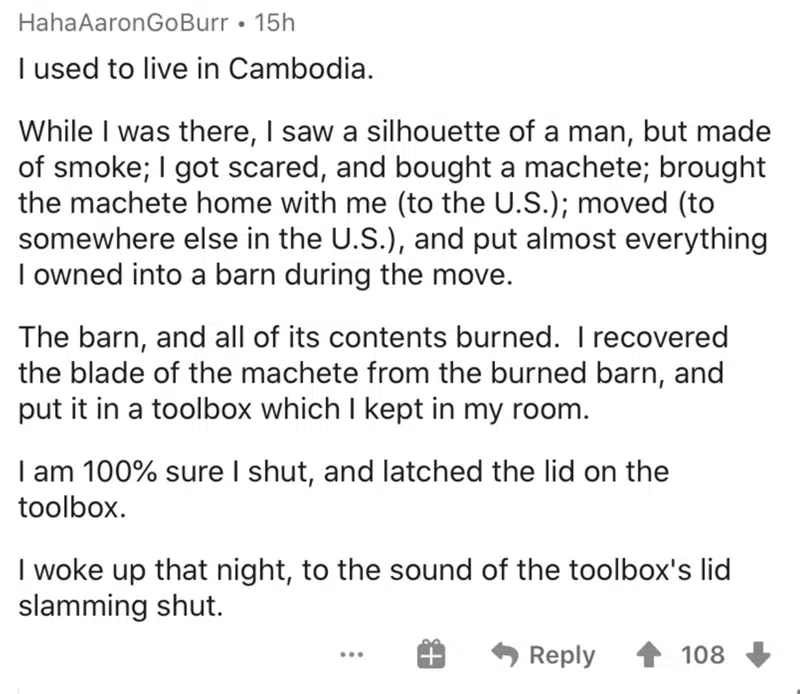 HahaAaronGoBurr • 15h
I used to live in Cambodia.
While I was there, I saw a silhouette of a man, but made
of smoke; I got scared, and bought a machete; brought
the machete home with me (to the U.S.); moved (to
somewhere else in the U.S.), and put almost everything
I owned into a barn during the move.
The barn, and all of its contents burned.  I recovered
the blade of the machete from the burned barn, and
put it in a toolbox which I kept in my room.
I am 100% sure I shut, and latched the lid on the
toolbox.
I woke up that night, to the sound of the toolbox's lid
slamming shut.
... Reply 108